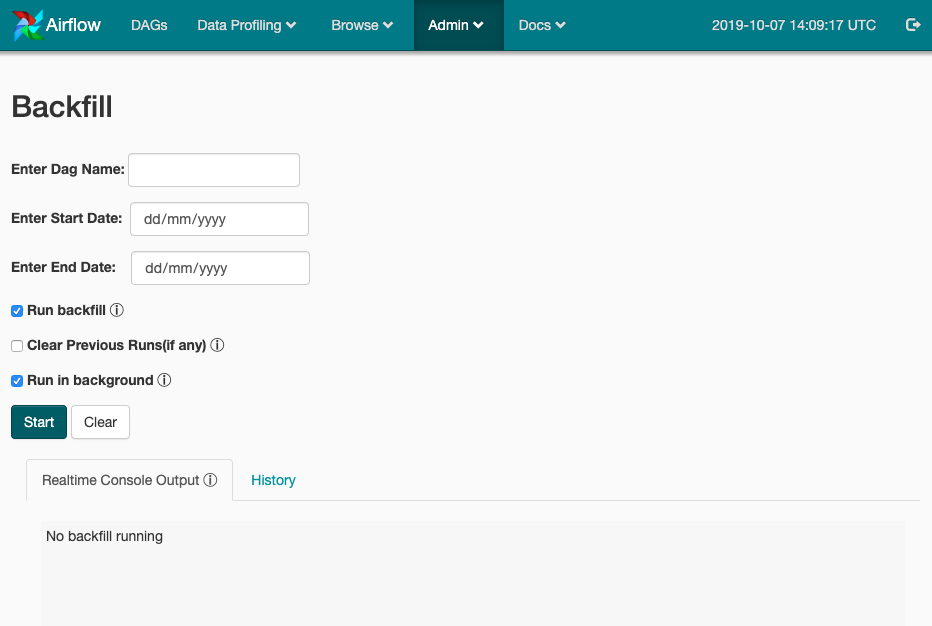 Airflow DAGs Data Profiling Browse Admin Docs 2019-10-07 14:09:17 UTC
Backfill
Enter Dag Name:
Enter Start Date: dd/mm/yyyy
Enter End Date: dd/mm/yyyy
Run backfill ⓘ
Clear Previous Runs(if any) ⓘ
Run in background ⓘ
Start Clear
Realtime Console Output ⓘ History
No backfill running